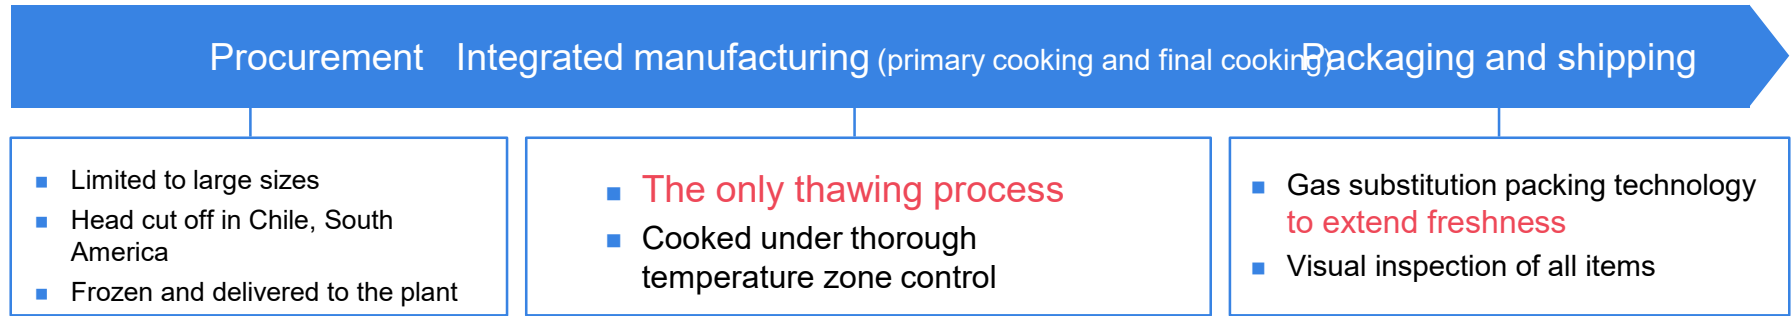 Procurement
Integrated manufacturing (primary cooking and final cooking)
Packaging and shipping
Limited to large sizes
Head cut off in Chile, South
America
Frozen and delivered to the plant
The only thawing process
Cooked under thorough
temperature zone control
Gas substitution packing technology
to extend freshness
Visual inspection of all items